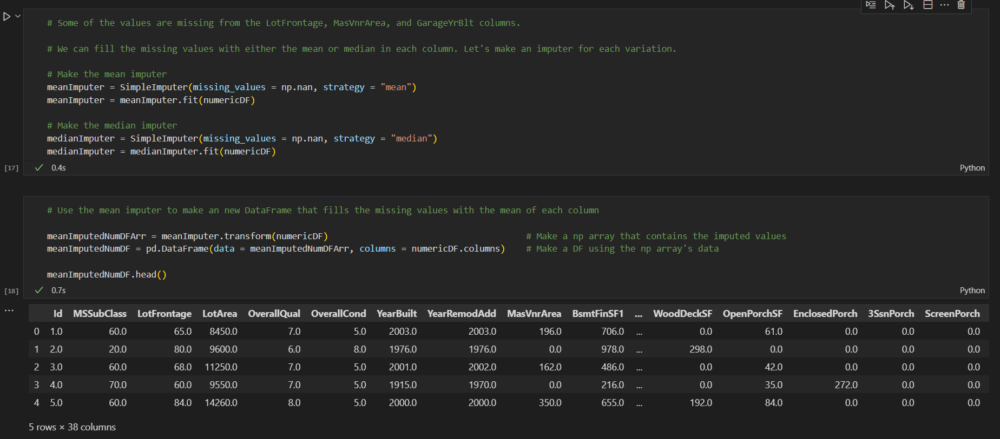 # Some of the values are missing from the LotFrontage, MasVnrArea, and GarageYrBlt columns.
# We can fill the missing values with either the mean or median in each column. Let's make an imputer for each variation.
# Make the mean imputer
meanImputer = SimpleImputer(missing_values = np.nan, strategy = "mean")
meanImputer = meanImputer.fit(numericDF)
# Make the median imputer
medianImputer = SimpleImputer(missing_values = np.nan, strategy = "median")
medianImputer = medianImputer.fit(numericDF)
[17] 0.4s Python
# Use the mean imputer to make an new DataFrame that fills the missing values with the mean of each column
meanImputedNumDFArr = meanImputer.transform(numericDF) # Make a np array that contains the imputed values
meanImputedNumDF = pd.DataFrame(data = meanImputedNumDFArr, columns = numericDF.columns) # Make a DF using the np array's data
meanImputedNumDF.head()
[18] 0.7s Python
Id MSSubClass LotFrontage LotArea OverallQual OverallCond YearBuilt YearRemodAdd MasVnrArea BsmtFinSF1 ... WoodDeckSF OpenPorchSF EnclosedPorch 3SsnPorch ScreenPorch
0 1.0 60.0 65.0 8450.0 7.0 5.0 2003.0 2003.0 196.0 706.0 ... 0.0 61.0 0.0 0.0 0.0
1 2.0 20.0 80.0 9600.0 6.0 8.0 1976.0 1976.0 0.0 978.0 ... 298.0 0.0 0.0 0.0 0.0
2 3.0 60.0 68.0 11250.0 7.0 5.0 2001.0 2002.0 162.0 486.0 ... 0.0 42.0 0.0 0.0 0.0
3 4.0 70.0 60.0 9550.0 7.0 5.0 1915.0 1970.0 0.0 216.0 ... 0.0 35.0 272.0 0.0 0.0
4 5.0 60.0 84.0 14260.0 8.0 5.0 2000.0 2000.0 350.0 655.0 ... 192.0 84.0 0.0 0.0 0.0
5 rows × 38 columns